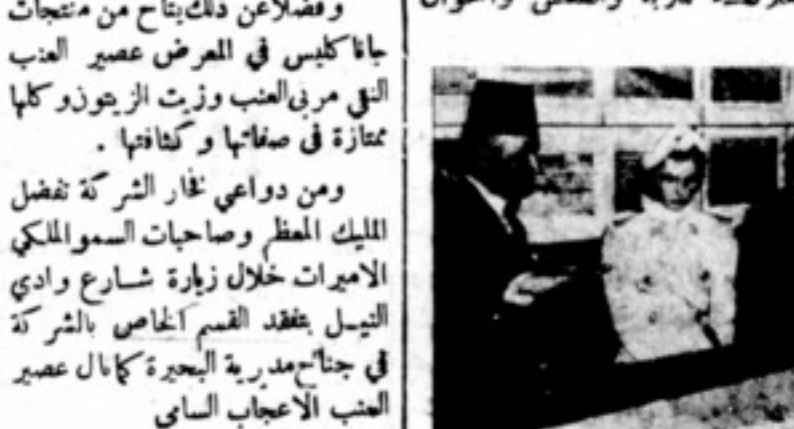 وفضلا عن ذلك يتاح من منتجات
جاناكليس في المعرض عصير العنب
النقي مربى العنب وزيت الزيتوز وكلها
ممتازة في صفاتها وكثافتها .
ومن دواعي فخار الشركة تفضل
المليك المعظم وصاحبات السمو الملكي
الاميرات خلال زيارة شارع وادي
النيل بتفقد القسم الخاص بالشركة
في جناح مدرية البحيرة كما نال عصير
العنب الاعجاب السامي